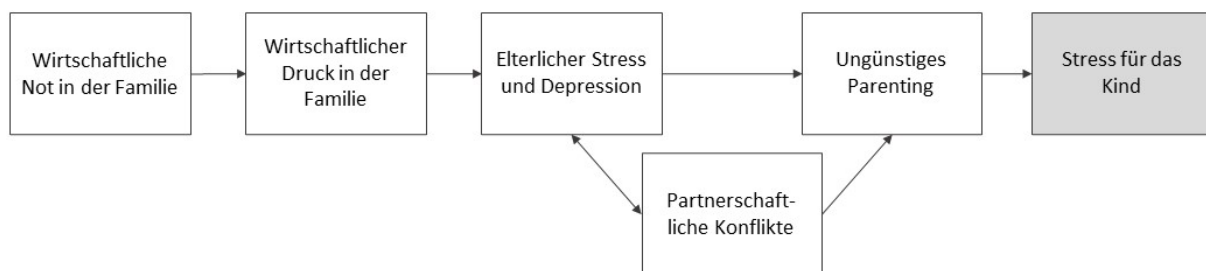 Wirtschaftliche
Not in der Familie
Wirtschaftlicher
Druck in der
Familie
Elterlicher Stress
und Depression
Ungünstiges
Parenting
Stress für das
Kind
Partnerschaft-
liche Konflikte